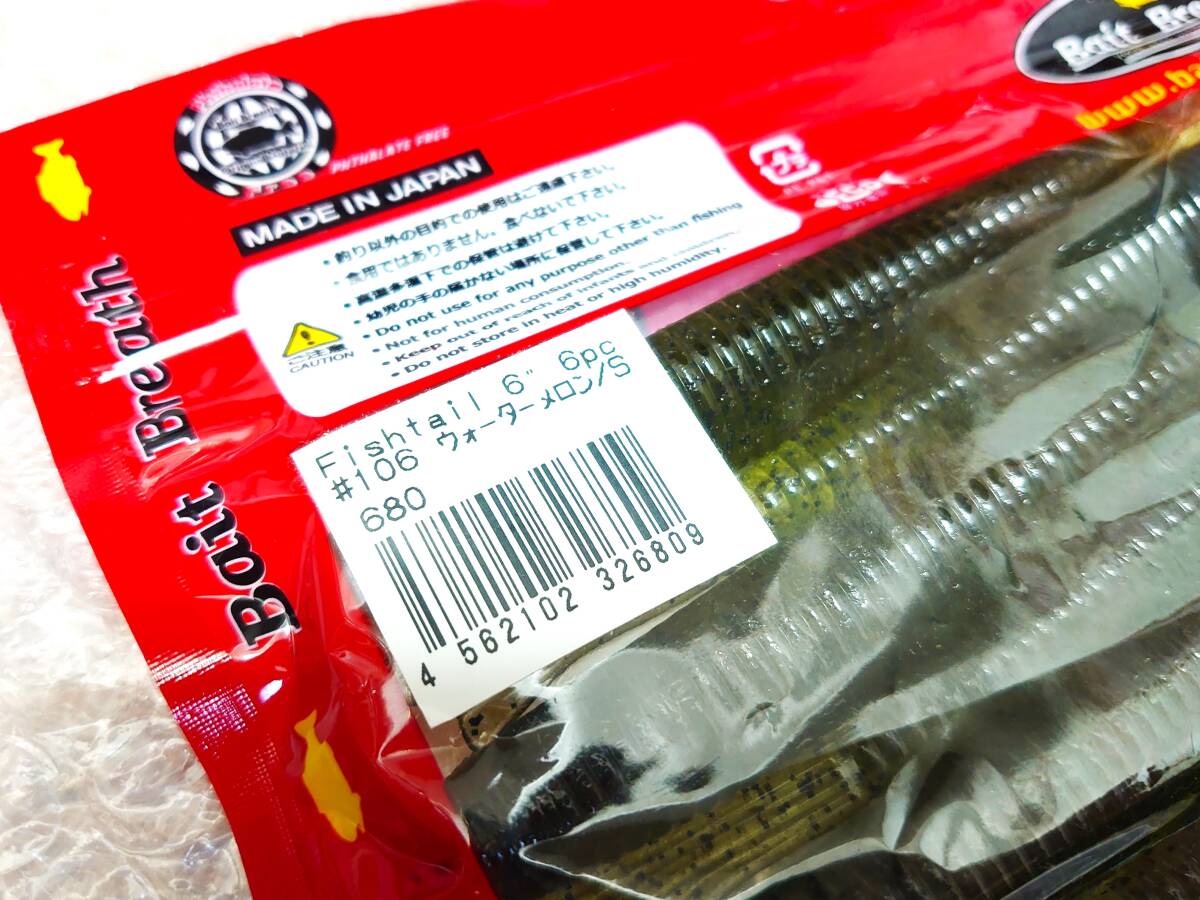 Bait Bre
www.ba
PHTHALATE FREE
MADE IN JAPAN
・釣り以外の目的での使用はご遠慮下さい。
・食用ではありません。食べないで下さい。
・高温多湿下での保管は避けて下さい。
・幼児の手の届かない場所に保管して下さい。
・Do not use for any purpose other than fishing
・Not for human consumption.
・Keep out of reach of infants and children.
・Do not store in heat or high humidity.
ご注意
CAUTION
プラ
Bait Breath
Fishtail 6" 6pc
#106 ウォーターメロン/S
680
4 562102 326809